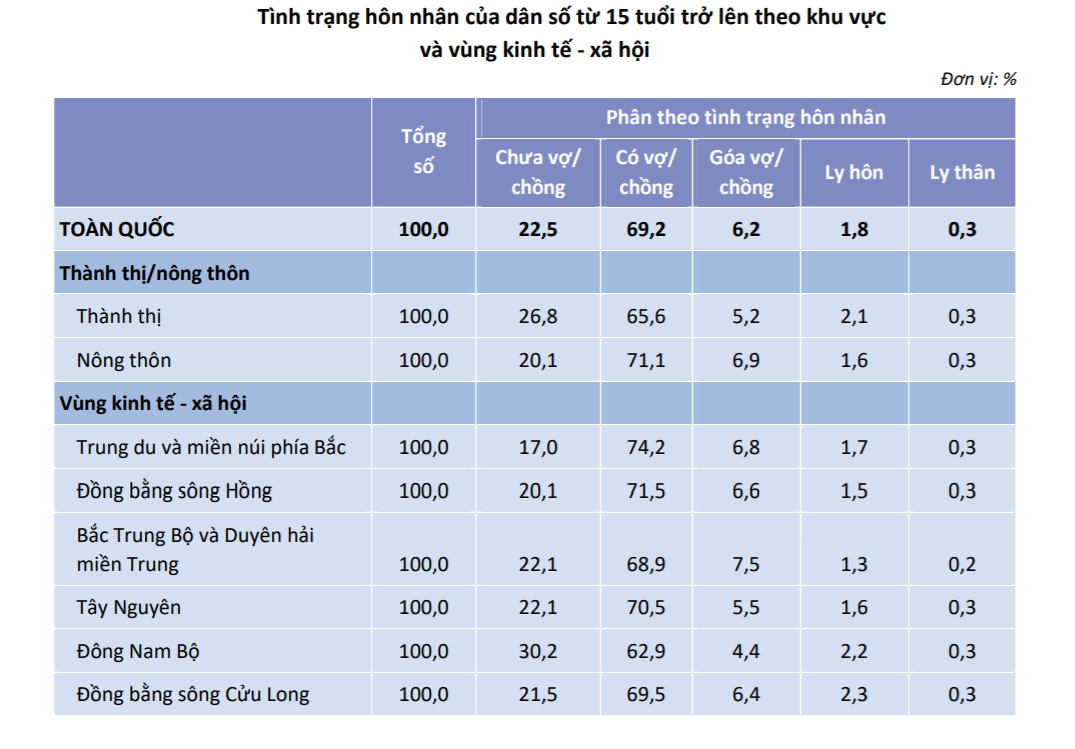 Tình trạng hôn nhân của dân số từ 15 tuổi trở lên theo khu vực
và vùng kinh tế - xã hội
Đơn vị: %
Tổng số Phân theo tình trạng hôn nhân
Chưa vợ/ chồng Có vợ/ chồng Góa vợ/ chồng Ly hôn Ly thân
TOÀN QUỐC 100,0 22,5 69,2 6,2 1,8 0,3
Thành thị/nông thôn
Thành thị 100,0 26,8 65,6 5,2 2,1 0,3
Nông thôn 100,0 20,1 71,1 6,9 1,6 0,3
Vùng kinh tế - xã hội
Trung du và miền núi phía Bắc 100,0 17,0 74,2 6,8 1,7 0,3
Đồng bằng sông Hồng 100,0 20,1 71,5 6,6 1,5 0,3
Bắc Trung Bộ và Duyên hải
miền Trung 100,0 22,1 68,9 7,5 1,3 0,2
Tây Nguyên 100,0 22,1 70,5 5,5 1,6 0,3
Đông Nam Bộ 100,0 30,2 62,9 4,4 2,2 0,3
Đồng bằng sông Cửu Long 100,0 21,5 69,5 6,4 2,3 0,3